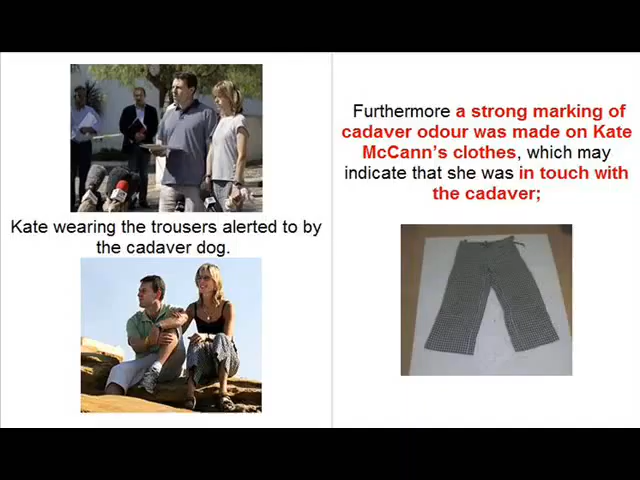 Kate wearing the trousers alerted to by
the cadaver dog.
Furthermore a strong marking of
cadaver odour was made on Kate
McCann's clothes, which may
indicate that she was in touch with
the cadaver;